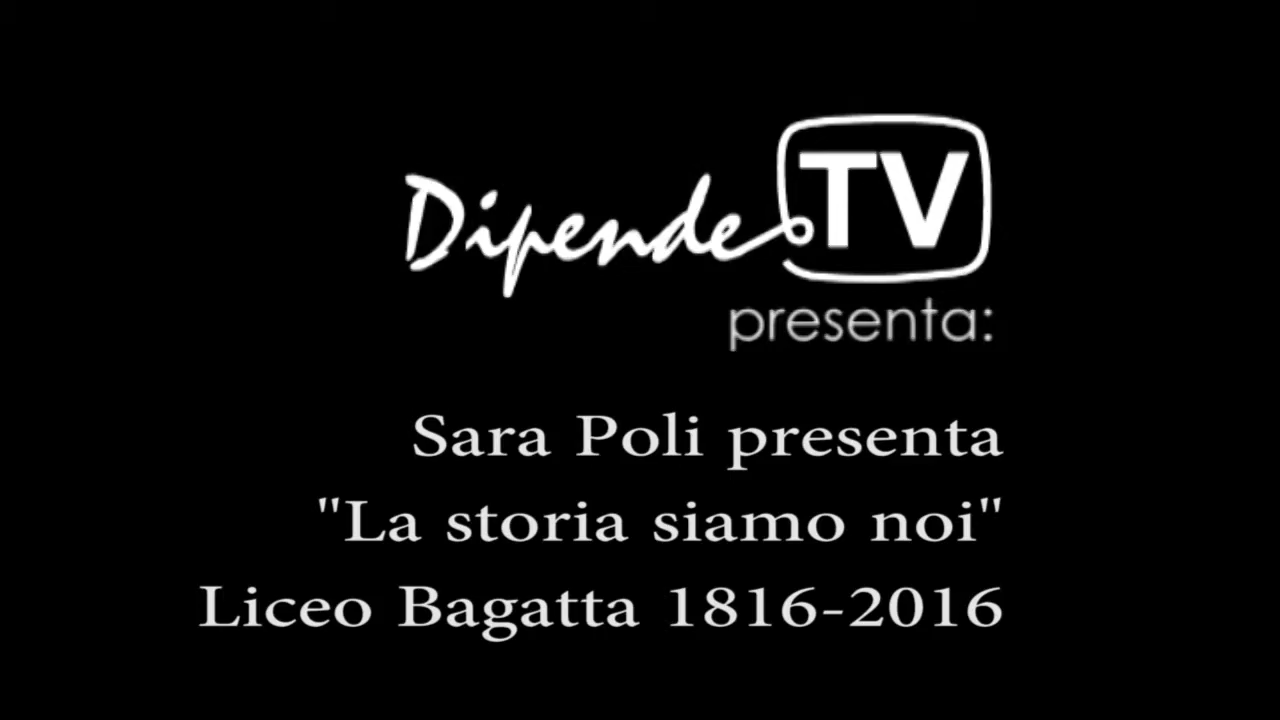 Dipende TV
presenta:
Sara Poli presenta
"La storia siamo noi"
Liceo Bagatta 1816-2016